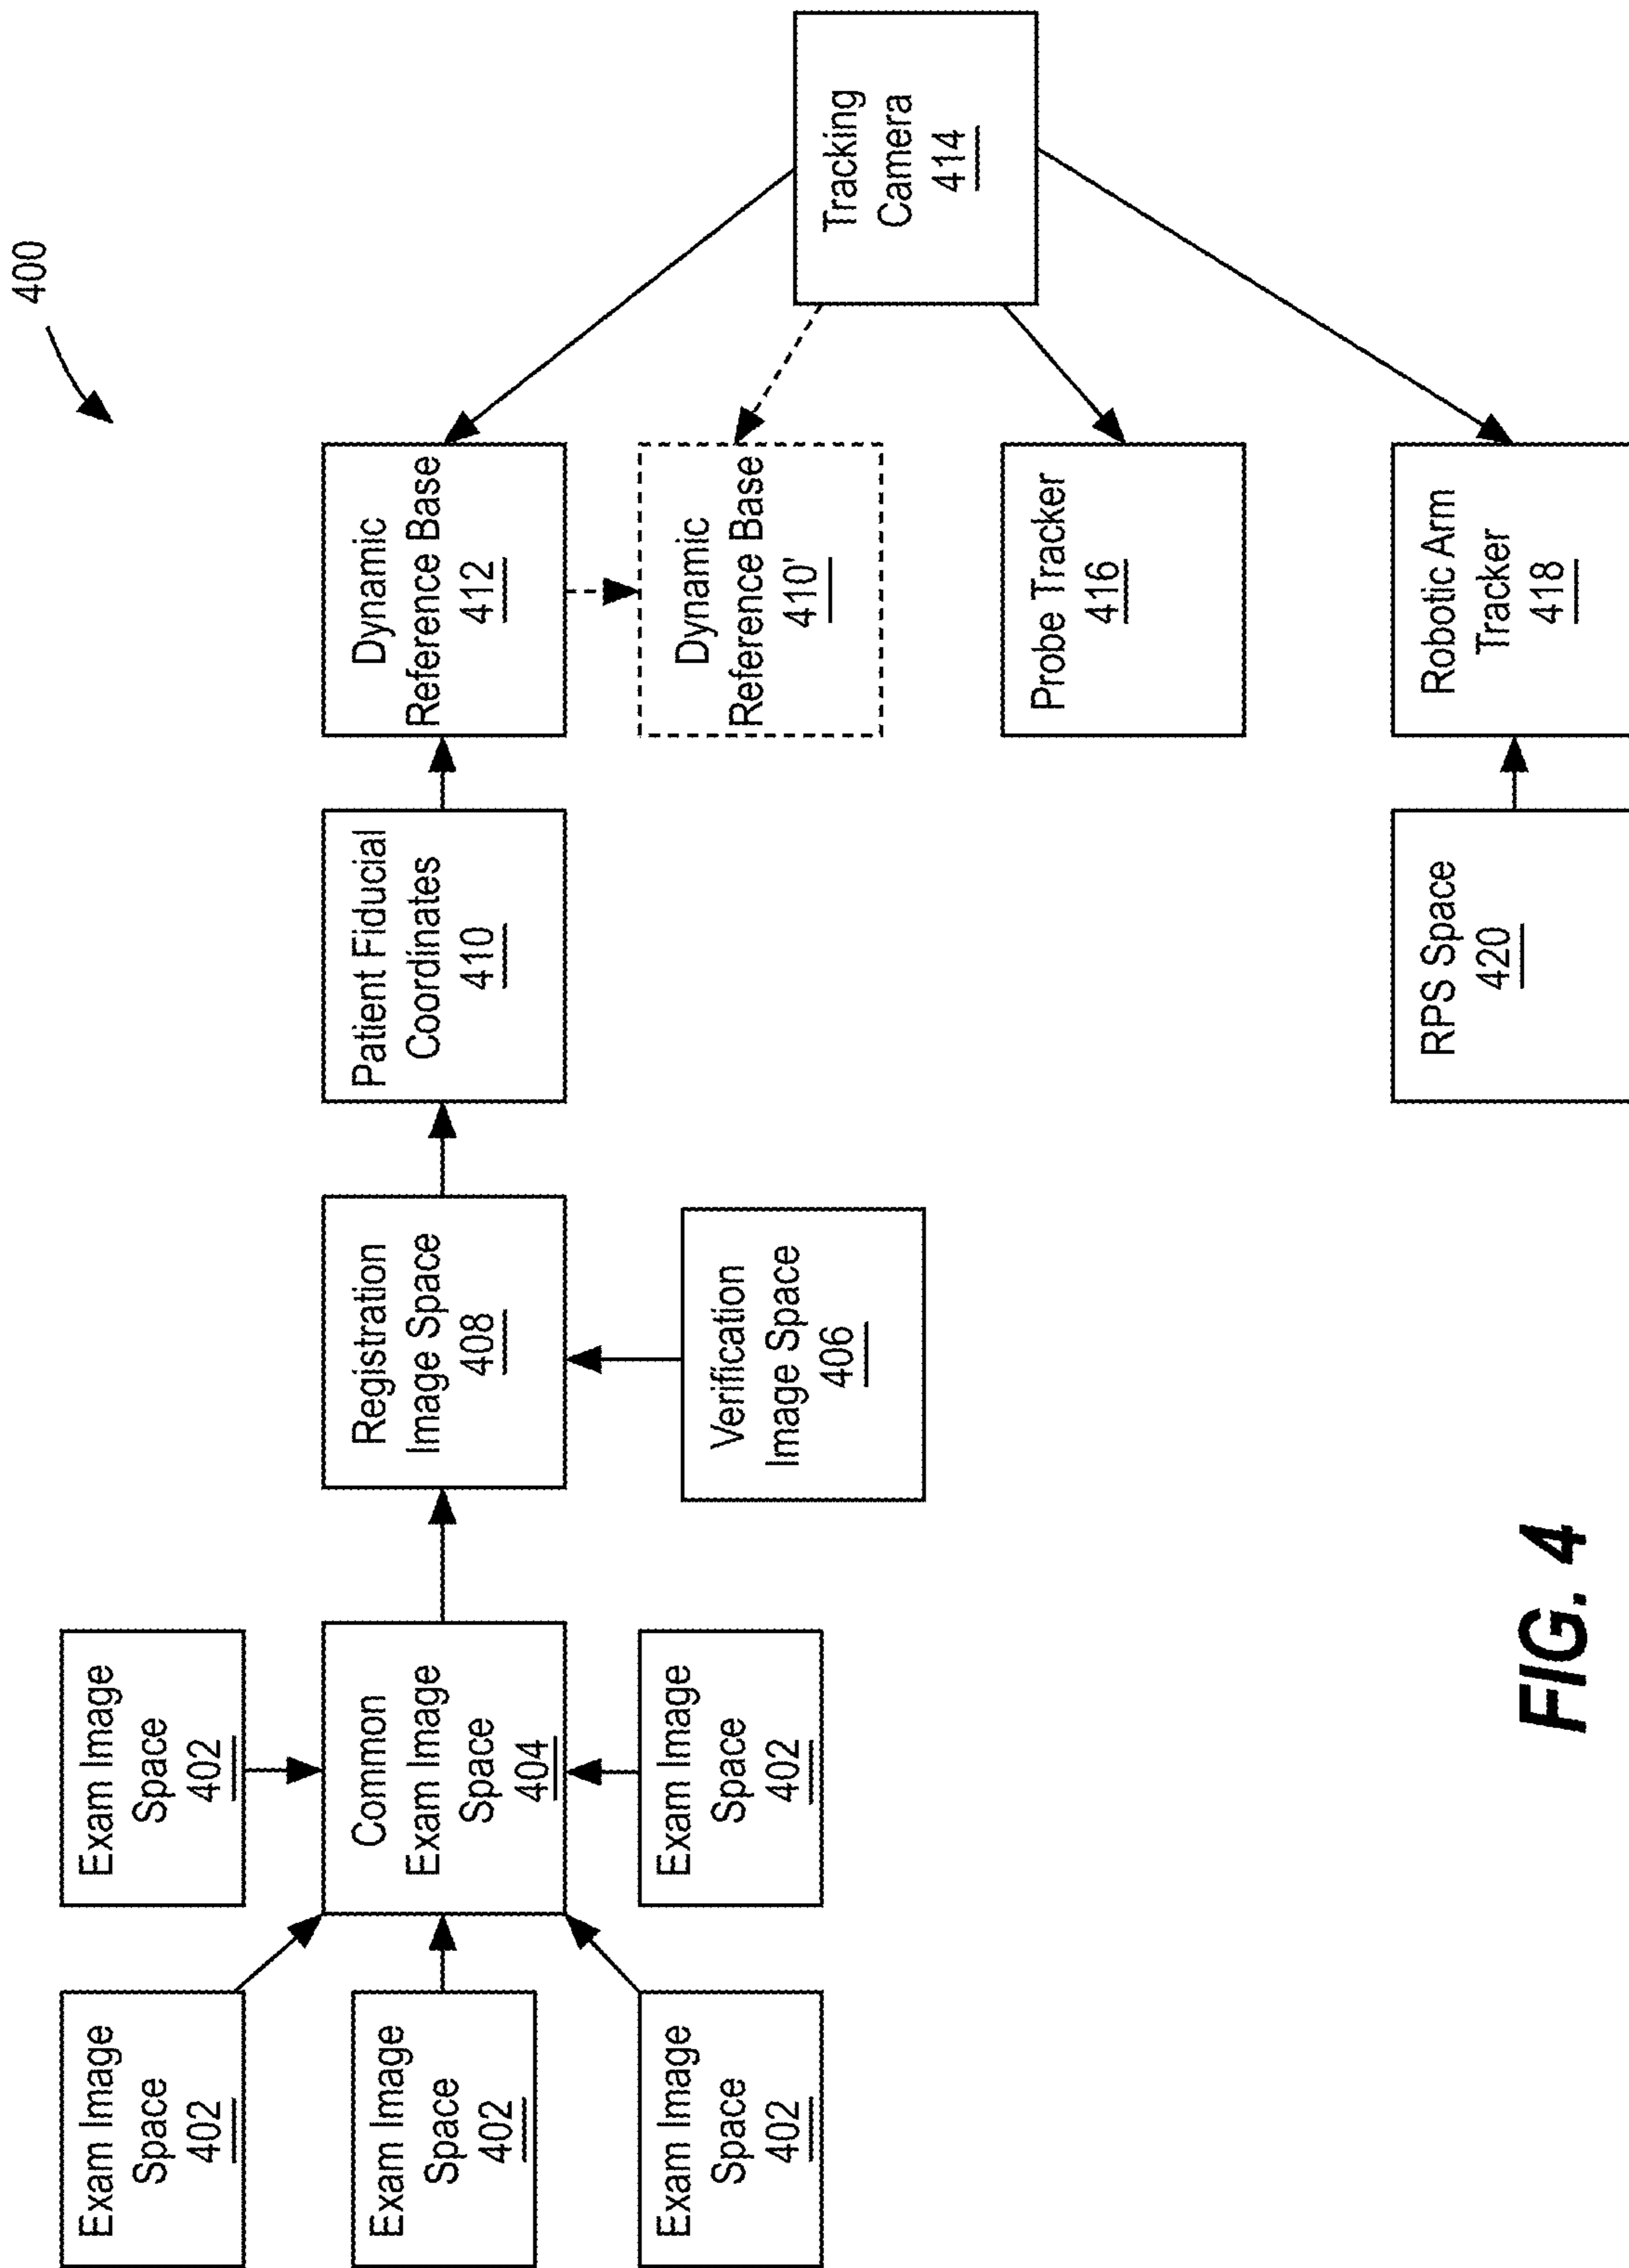 400
Exam Image
Space
402
Exam Image
Space
402
Exam Image
Space
402
Exam Image
Space
402
Exam Image
Space
402
Common
Exam Image
Space
404
Registration
Image Space
408
Verification
Image Space
406
Patient Fiducial
Coordinates
410
Dynamic
Reference Base
412
Dynamic
Reference Base
410'
Tracking
Camera
414
Probe Tracker
416
RPS Space
420
Robotic Arm
Tracker
418
FIG. 4